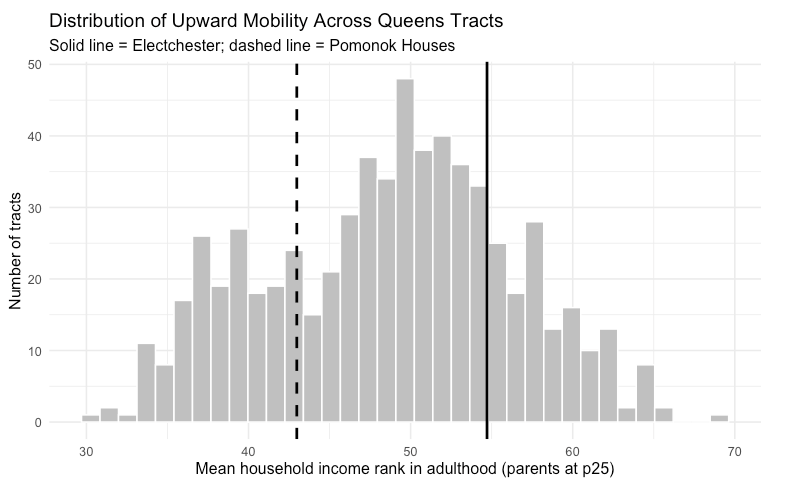 Distribution of Upward Mobility Across Queens Tracts
Solid line = Electchester; dashed line = Pomonok Houses
50
40
30
20
10
0
Number of tracts
30 40 50 60 70
Mean household income rank in adulthood (parents at p25)